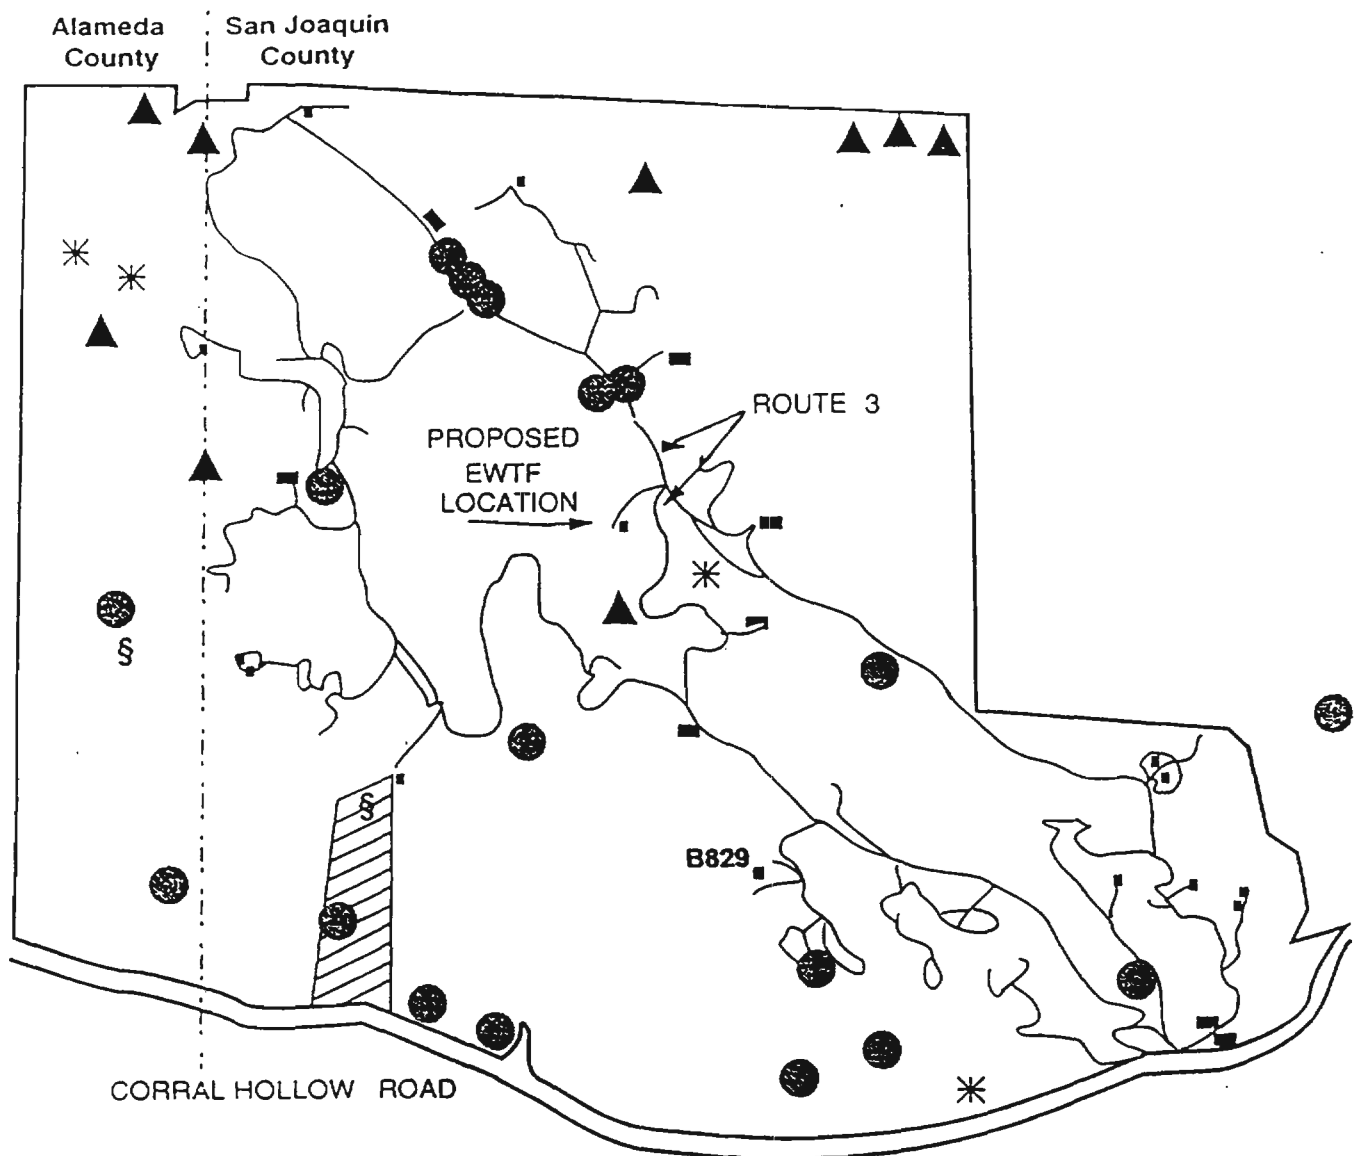 Alameda
County
San Joaquin
County
ROUTE 3
PROPOSED
EWTF
LOCATION
§
§
B829
CORRAL HOLLOW ROAD